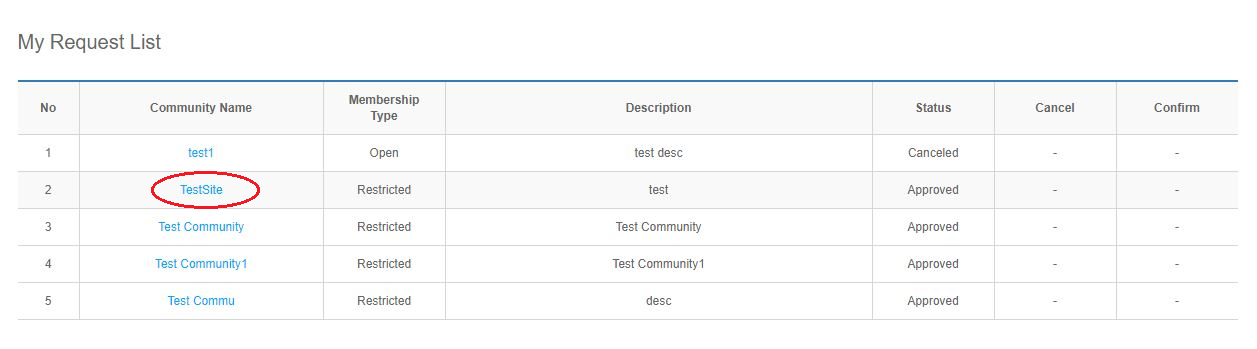 My Request List
No Community Name Membership Type Description Status Cancel Confirm
1 test1 Open test desc Canceled - -
2 TestSite Restricted test Approved - -
3 Test Community Restricted Test Community Approved - -
4 Test Community1 Restricted Test Community1 Approved - -
5 Test Commu Restricted desc Approved - -